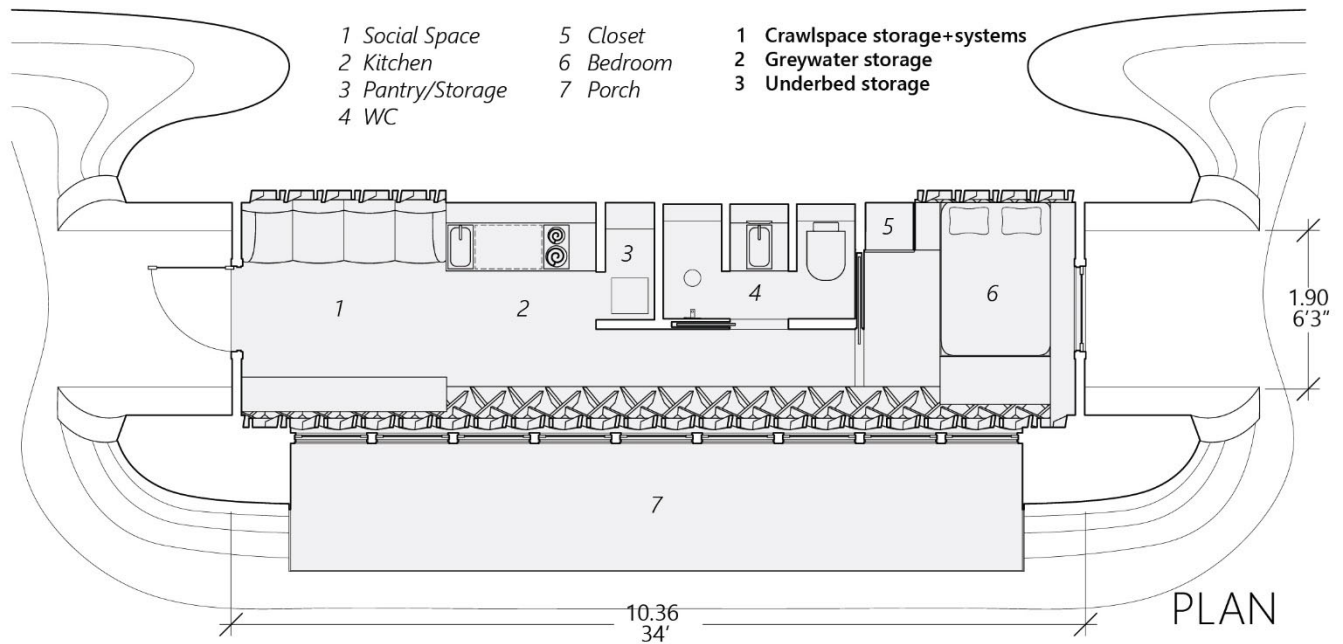 1 Social Space
2 Kitchen
3 Pantry/Storage
4 WC
5 Closet
6 Bedroom
7 Porch
1 Crawlspace storage+systems
2 Greywater storage
3 Underbed storage
5
3
4
1
2
6
1.90
6'3"
7
10.36
34'
PLAN